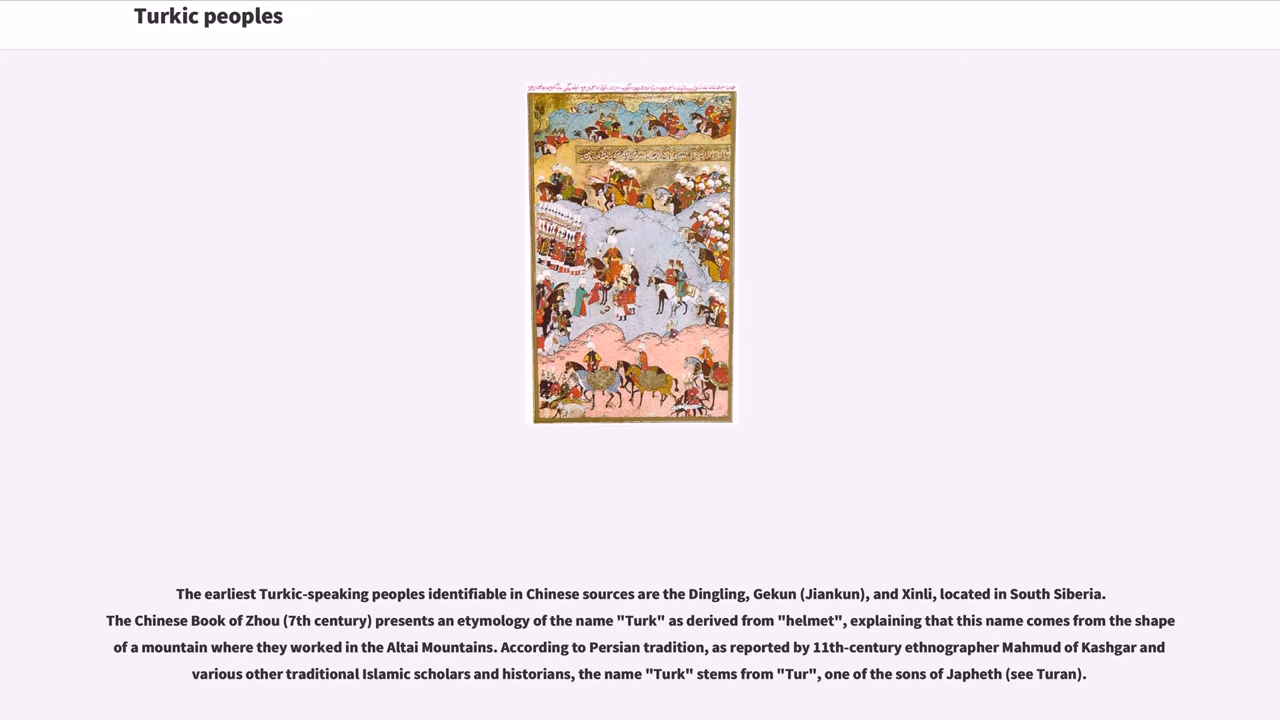 Turkic peoples
The earliest Turkic-speaking peoples identifiable in Chinese sources are the Dingling, Gekun (Jiankun), and Xinli, located in South Siberia.
The Chinese Book of Zhou (7th century) presents an etymology of the name "Turk" as derived from "helmet", explaining that this name comes from the shape
of a mountain where they worked in the Altai Mountains. According to Persian tradition, as reported by 11th-century ethnographer Mahmud of Kashgar and
various other traditional Islamic scholars and historians, the name "Turk" stems from "Tur", one of the sons of Japheth (see Turan).